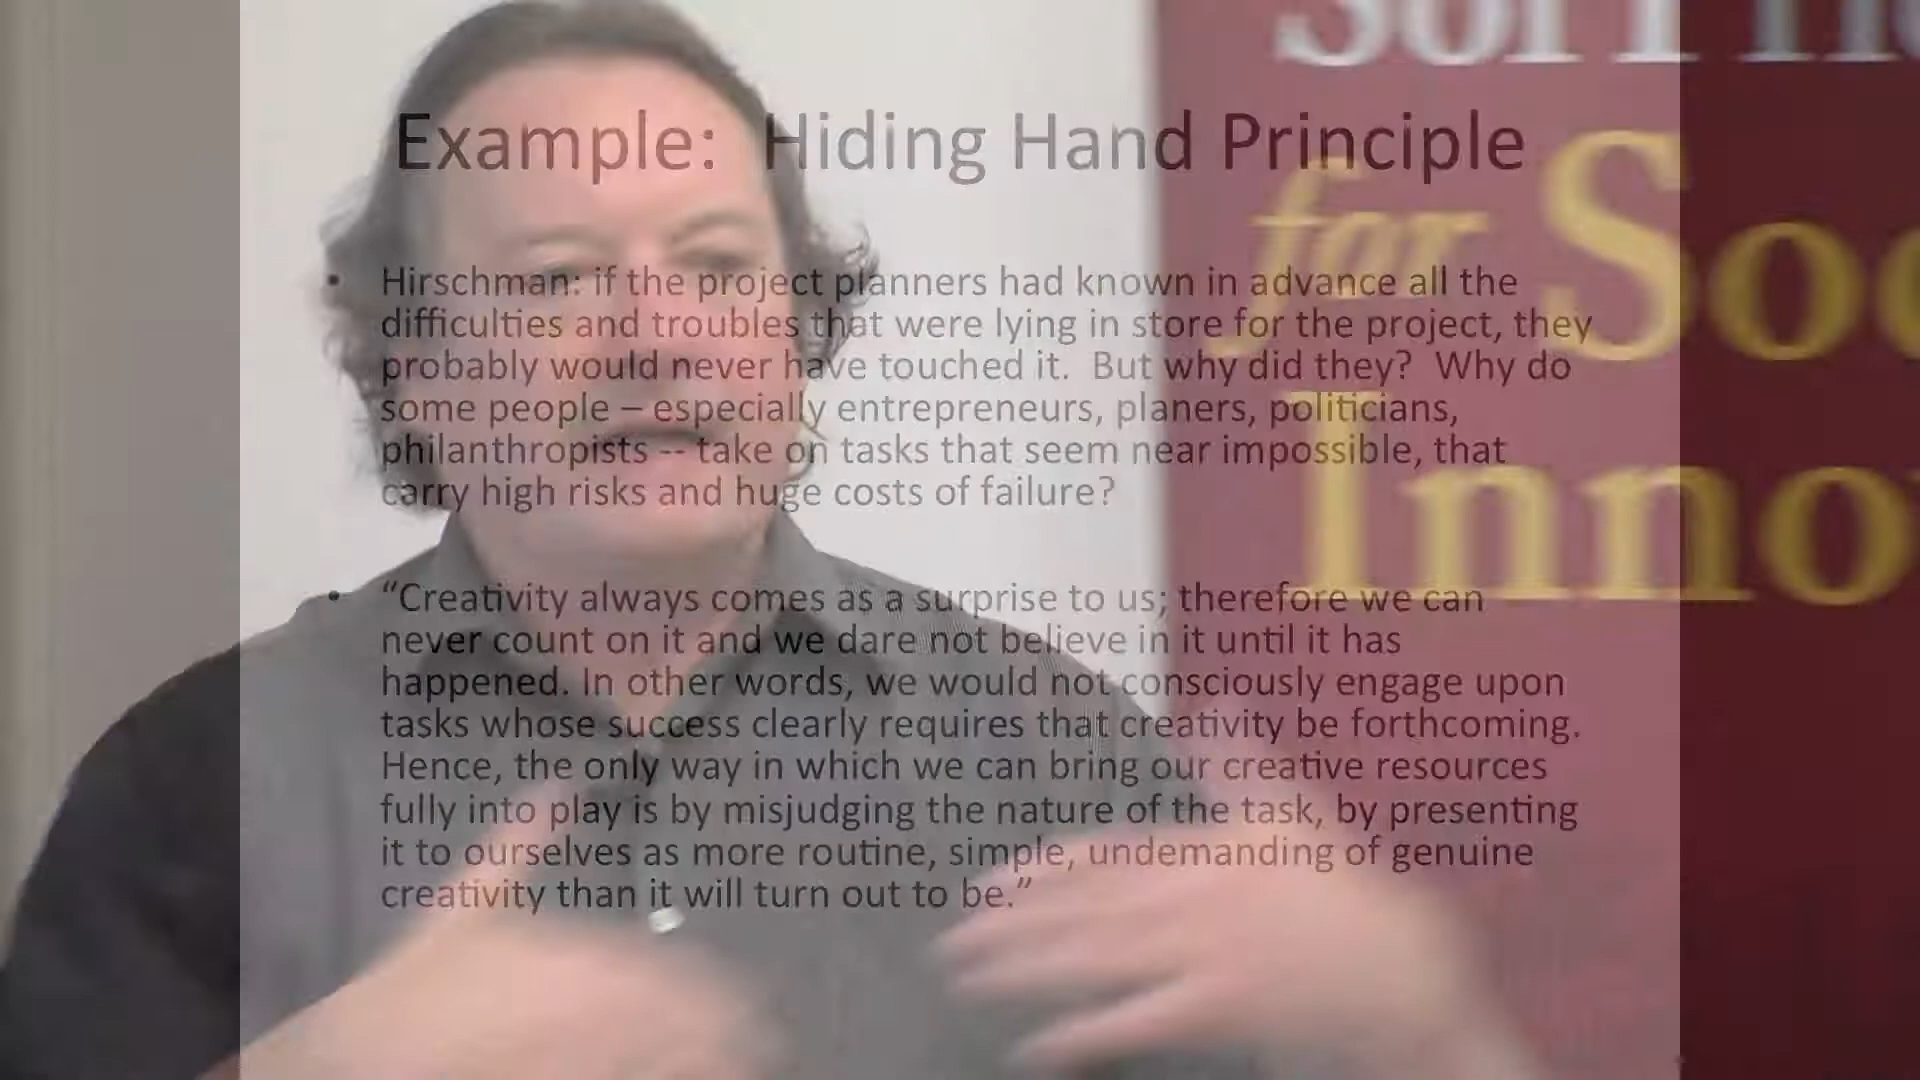 Example:  Hiding Hand Principle
• Hirschman: if the project planners had known in advance all the
difficulties and troubles that were lying in store for the project, they
probably would never have touched it.  But why did they?  Why do
some people – especially entrepreneurs, planers, politicians,
philanthropists -- take on tasks that seem near impossible, that
carry high risks and huge costs of failure?
• “Creativity always comes as a surprise to us; therefore we can
never count on it and we dare not believe in it until it has
happened. In other words, we would not consciously engage upon
tasks whose success clearly requires that creativity be forthcoming.
Hence, the only way in which we can bring our creative resources
fully into play is by misjudging the nature of the task, by presenting
it to ourselves as more routine, simple, undemanding of genuine
creativity than it will turn out to be.”
for Soc
Inno